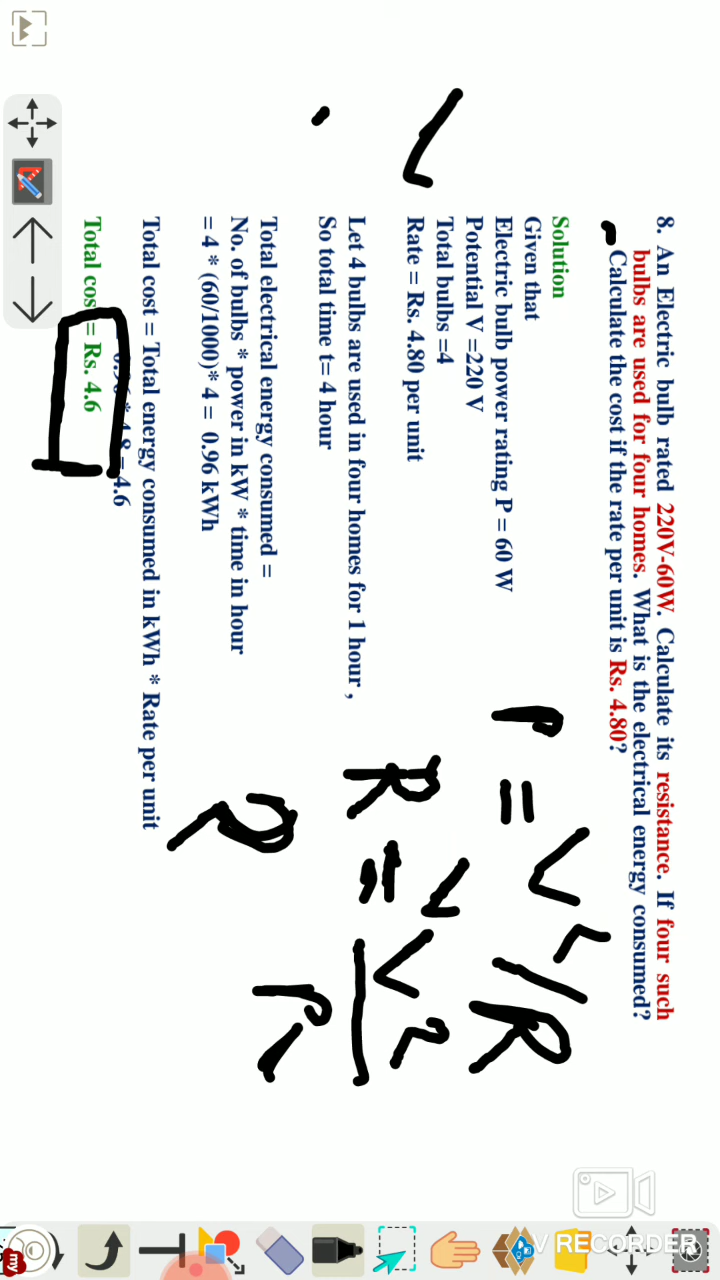 8. An Electric bulb rated 220V-60W. Calculate its resistance. If four such
bulbs are used for four homes. What is the electrical energy consumed?
Calculate the cost if the rate per unit is Rs. 4.80?
Solution
Given that
Electric bulb power rating P = 60 W
Potential V =220 V
Total bulbs =4
Rate = Rs. 4.80 per unit
Let 4 bulbs are used in four homes for 1 hour ,
So total time t= 4 hour
Total electrical energy consumed =
No. of bulbs * power in kW * time in hour
= 4 * (60/1000)* 4 = 0.96 kWh
Total cost = Total energy consumed in kWh * Rate per unit
= 4.6
Total cost = Rs. 4.6
P = V²/R
R = V²
P
R
V RECORDER
my